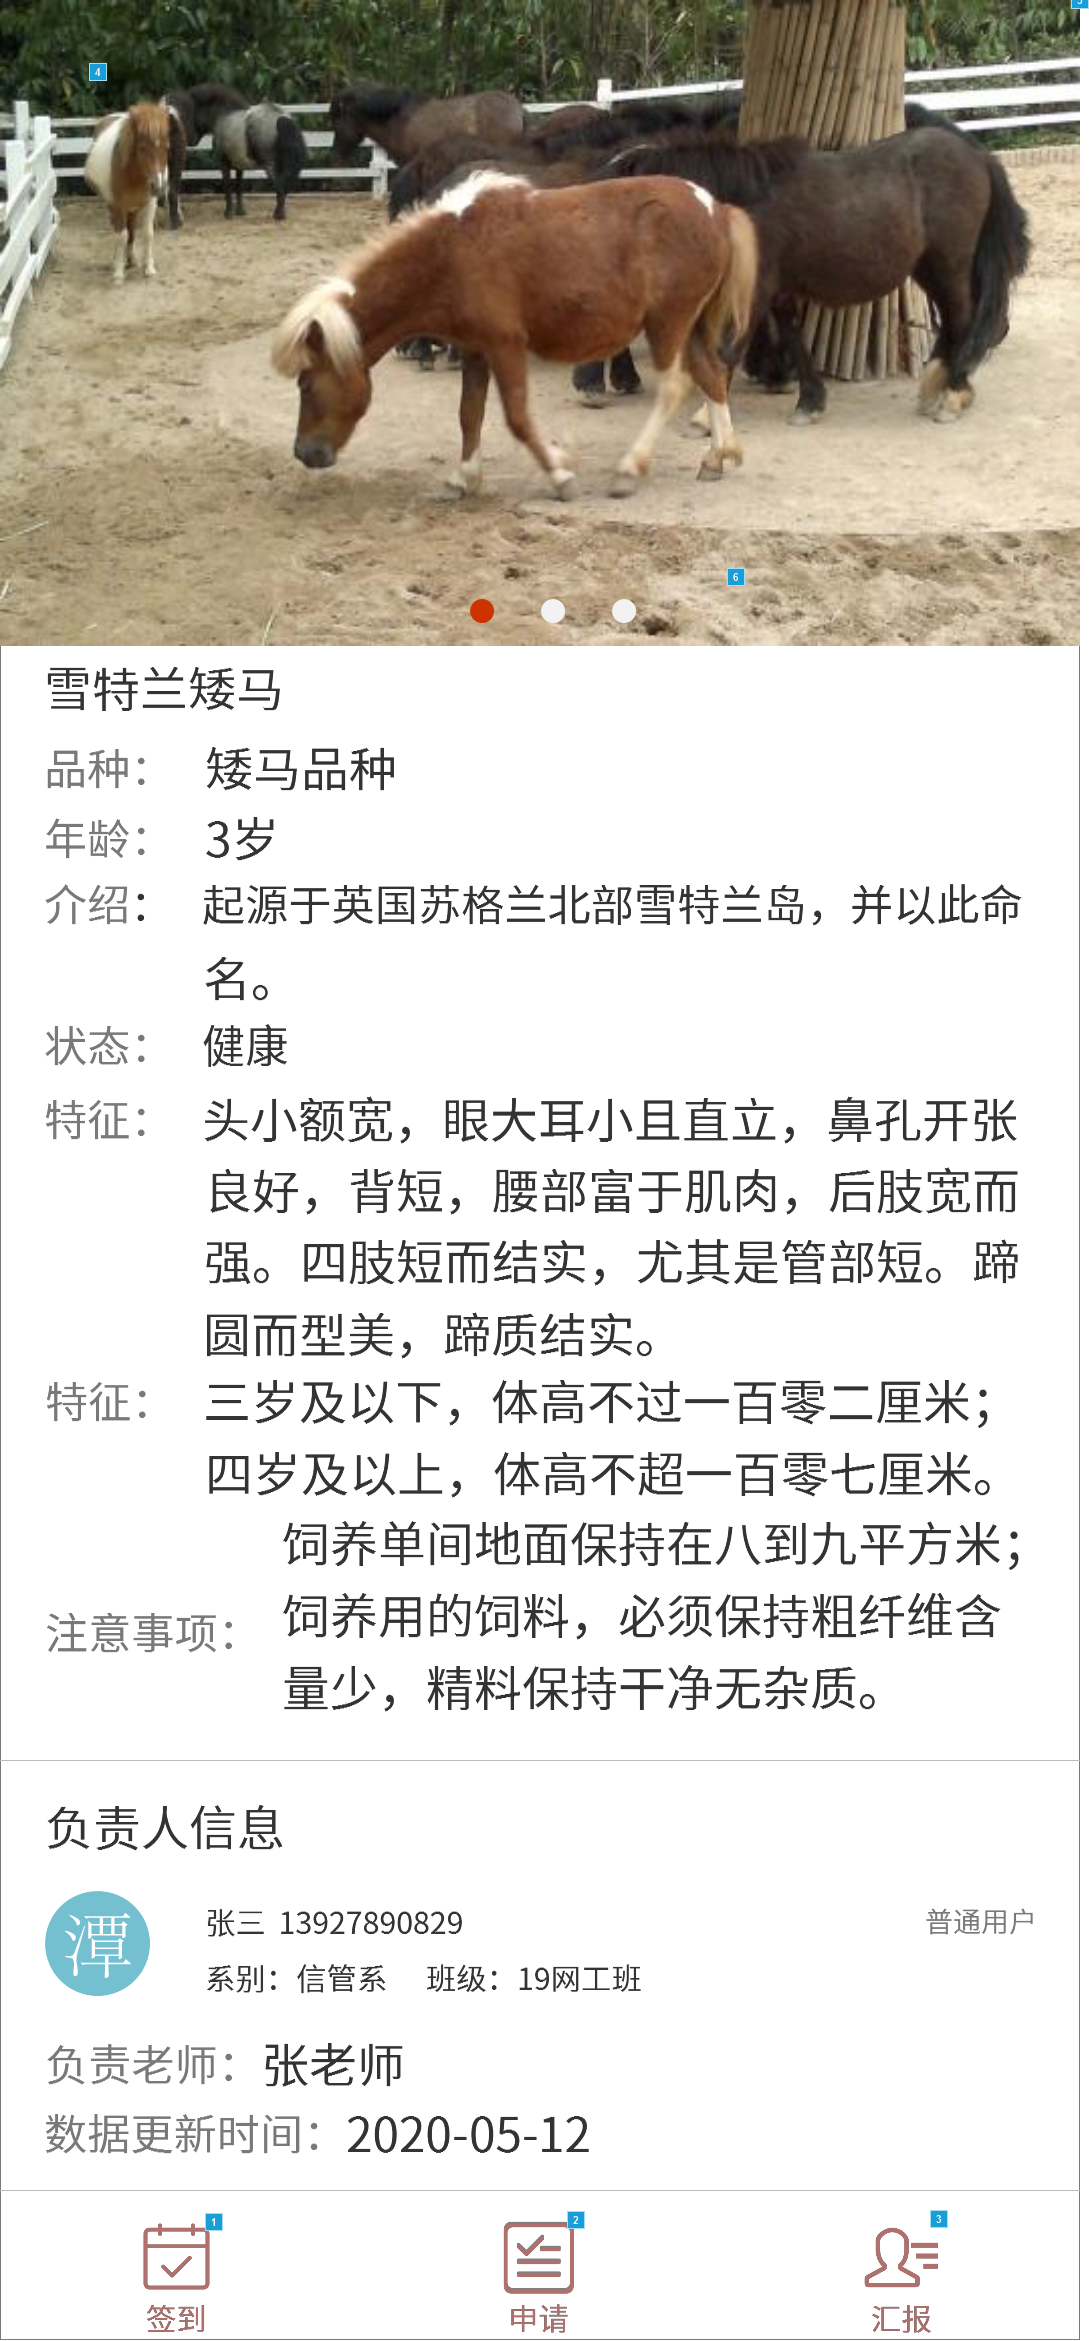 5
4
6
雪特兰矮马
品种： 矮马品种
年龄： 3岁
介绍： 起源于英国苏格兰北部雪特兰岛，并以此命
名。
状态： 健康
特征： 头小额宽，眼大耳小且直立，鼻孔开张
良好，背短，腰部富于肌肉，后肢宽而
强。四肢短而结实，尤其是管部短。蹄
圆而型美，蹄质结实。
特征： 三岁及以下，体高不过一百零二厘米；
四岁及以上，体高不超一百零七厘米。
饲养单间地面保持在八到九平方米；
注意事项： 饲养用的饲料，必须保持粗纤维含
量少，精料保持干净无杂质。
负责人信息
潭
张三 13927890829 普通用户
系别：信管系 班级：19网工班
负责老师：张老师
数据更新时间：2020-05-12
1 2 3
签到 申请 汇报